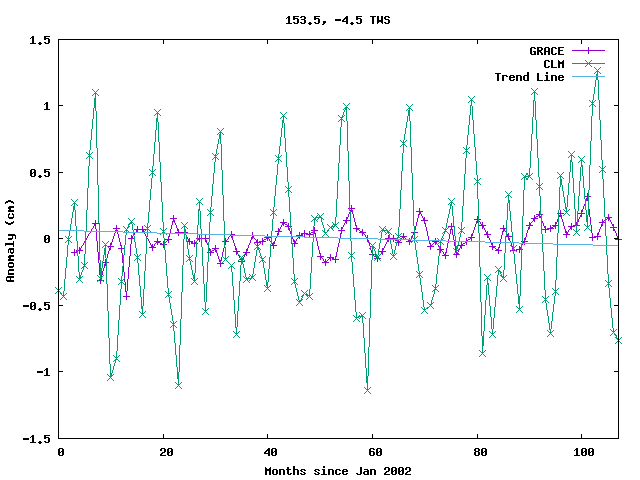 153.5, -4.5 TWS
GRACE
CLM
Trend Line
1.5
1
0.5
0
-0.5
-1
-1.5
Anomaly (cm)
0 20 40 60 80 100
Months since Jan 2002